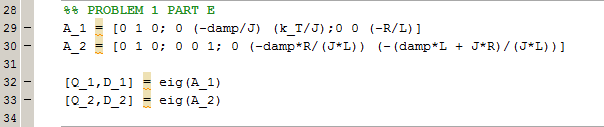 28 %% PROBLEM 1 PART E
29 - A_1 = [0 1 0; 0 (-damp/J) (k_T/J);0 0 (-R/L)]
30 - A_2 = [0 1 0; 0 0 1; 0 (-damp*R/(J*L)) (-(damp*L + J*R)/(J*L))]
31
32 - [Q_1,D_1] = eig(A_1)
33 - [Q_2,D_2] = eig(A_2)
34